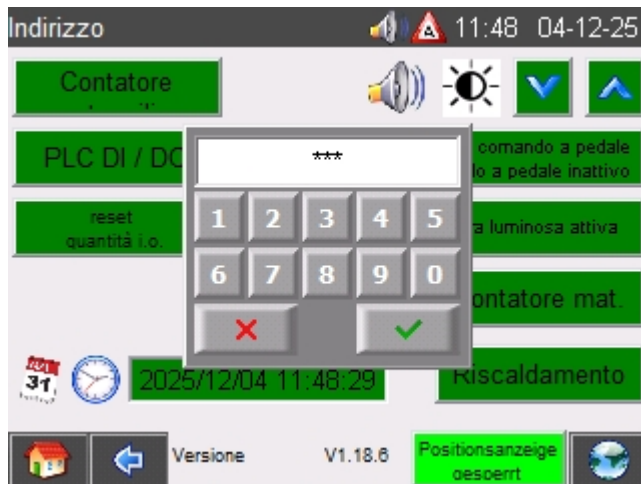 Indirizzo
11:48 04-12-25
Contatore
PLC DI / DO
***
comando a pedale
a pedale inattivo
reset
quantità i.o.
1 2 3 4 5
luminosa attiva
6 7 8 9 0
ontatore mat.
31
2025/12/04 11:48:29
Riscaldamento
Versione
V1.18.6
Positionsanzeige
gesperrt